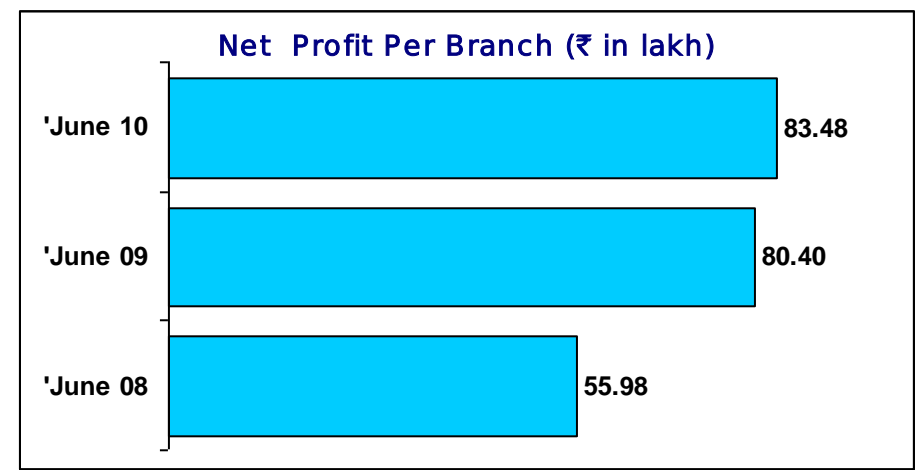 Net Profit Per Branch (₹ in lakh)
'June 10
83.48
'June 09
80.40
'June 08
55.98